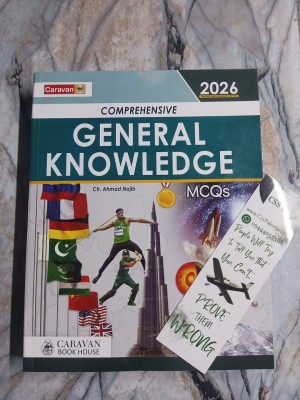 Caravan
2026
COMPREHENSIVE
GENERAL
KNOWLEDGE
Ch. Ahmad Najib
MCQs
CARAVAN
BOOK HOUSE
CSS
People Will Try
To Tell You That
You Can't...
PROVE
THEM
WRONG